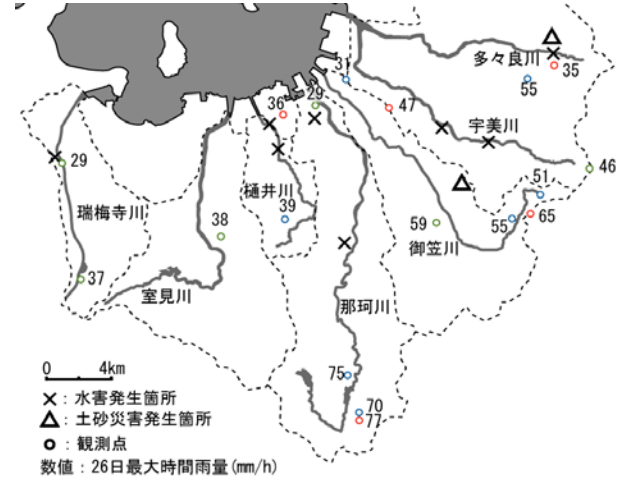 多々良川
35
55
31
宇美川
47
36
29
46
51
55
65
29
瑞梅寺川
樋井川
39
38
59
御笠川
37
室見川
那珂川
75
70
77
0 4km
×：水害発生箇所
△：土砂災害発生箇所
○：観測点
数値：26日最大時間雨量(mm/h)